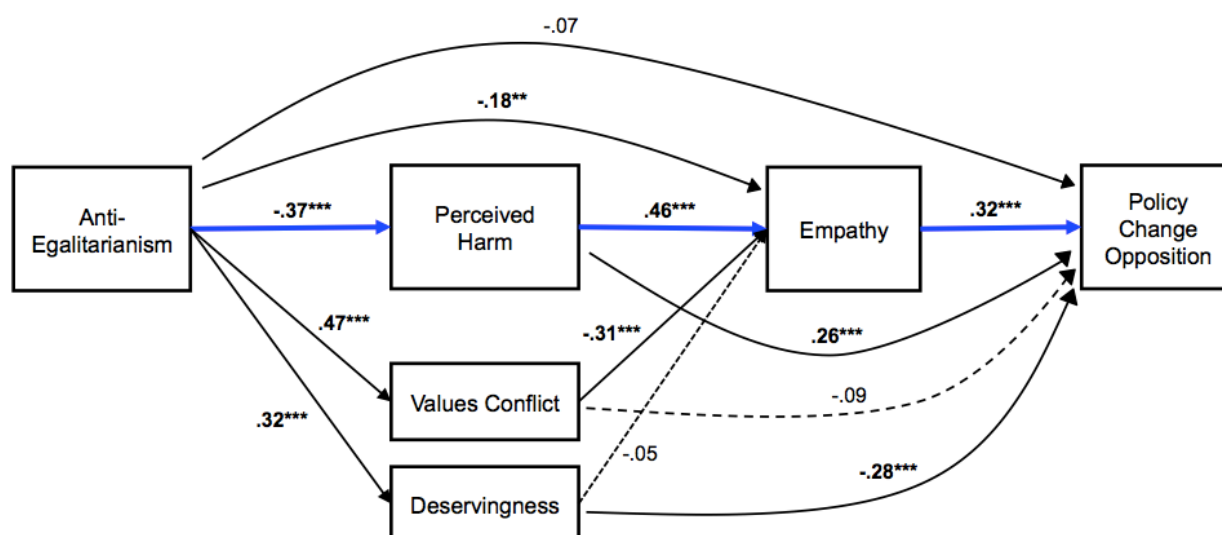 -.07
-.18**
Anti-
Egalitarianism
-.37***
Perceived
Harm
.46***
Empathy
.32***
Policy
Change
Opposition
.47***
-.31***
.26***
Values Conflict
-.09
.32***
-.05
-.28***
Deservingness